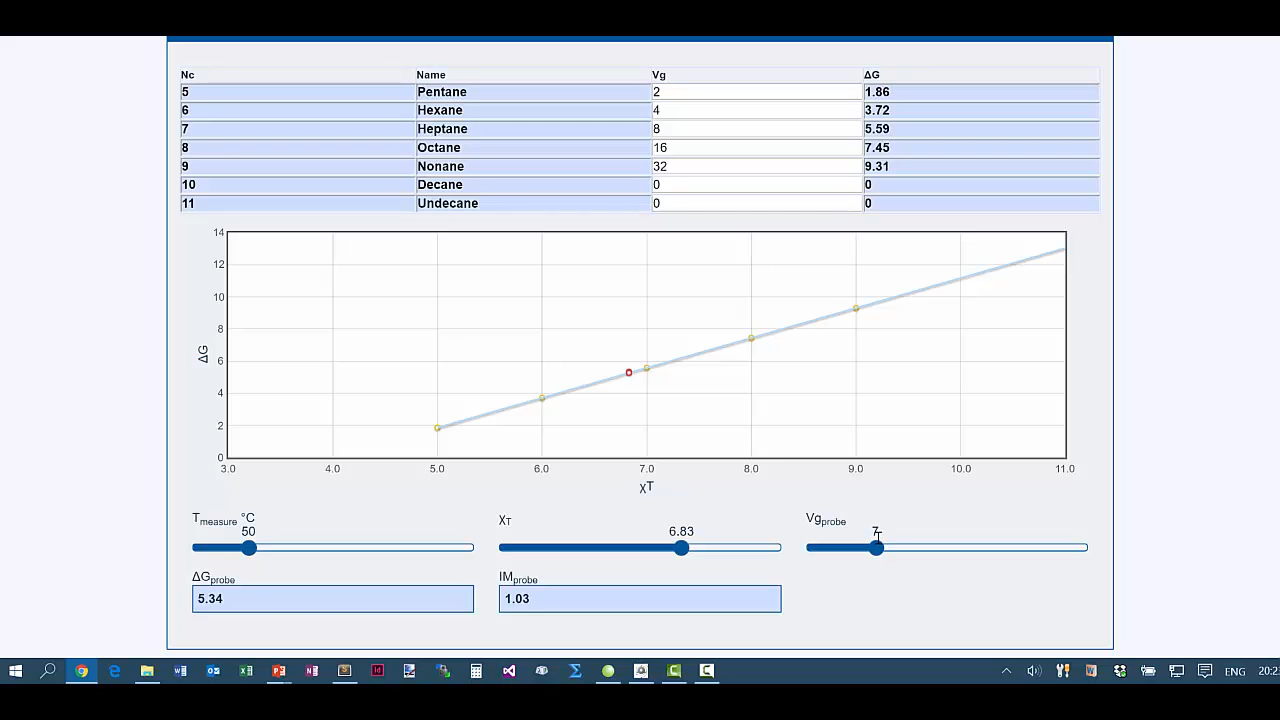 Nc Name Vg ΔG
5 Pentane 2 1.86
6 Hexane 4 3.72
7 Heptane 8 5.59
8 Octane 16 7.45
9 Nonane 32 9.31
10 Decane 0 0
11 Undecane 0 0
14
12
10
8
6
4
2
0
ΔG
3.0 4.0 5.0 6.0 7.0 8.0 9.0 10.0 11.0
χT
Tmeasure °C χT Vgprobe
50 6.83 7
ΔGprobe IMprobe
5.34 1.03
ENG 20:2